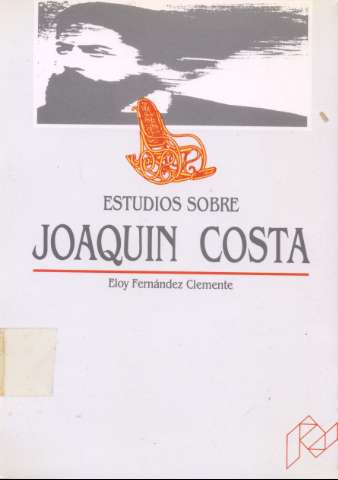 ESTUDIOS SOBRE
JOAQUIN COSTA
Eloy Fernández Clemente